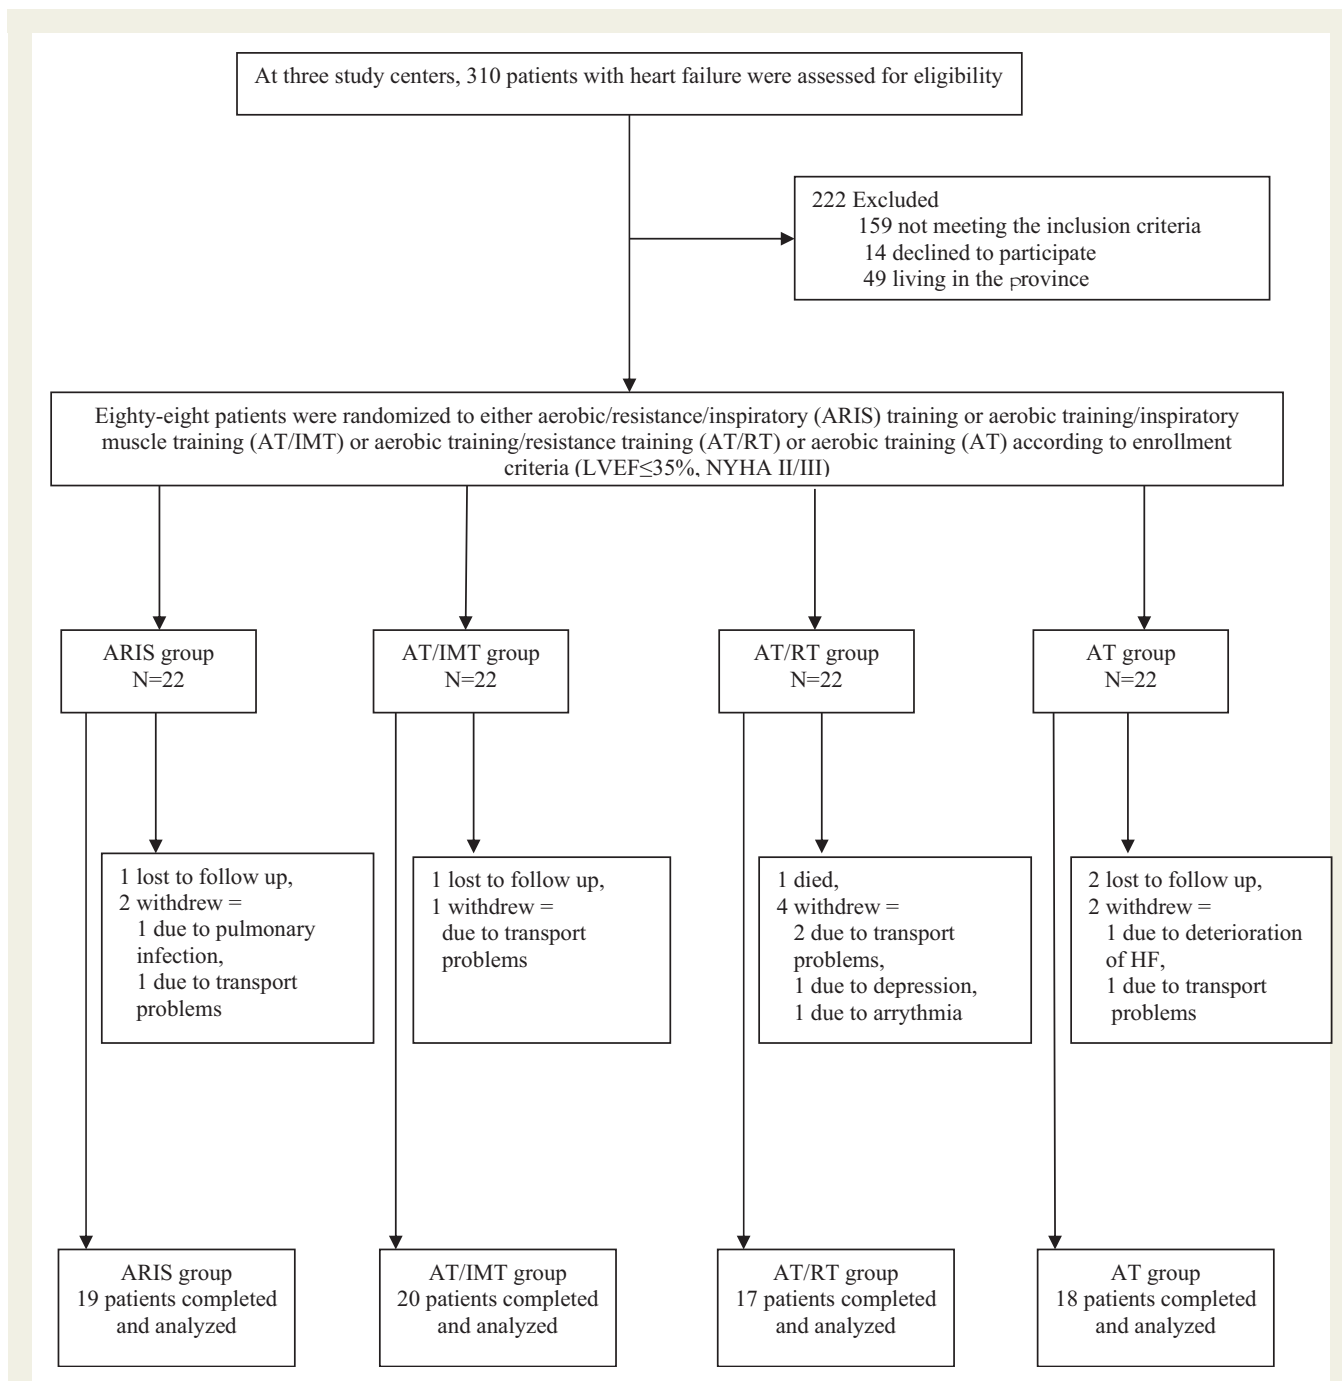 At three study centers, 310 patients with heart failure were assessed for eligibility
222 Excluded
159 not meeting the inclusion criteria
14 declined to participate
49 living in the province
Eighty-eight patients were randomized to either aerobic/resistance/inspiratory (ARIS) training or aerobic training/inspiratory
muscle training (AT/IMT) or aerobic training/resistance training (AT/RT) or aerobic training (AT) according to enrollment
criteria (LVEF≤35%, NYHA II/III)
ARIS group
N=22
AT/IMT group
N=22
AT/RT group
N=22
AT group
N=22
1 lost to follow up,
2 withdrew =
1 due to pulmonary
infection,
1 due to transport
problems
1 lost to follow up,
1 withdrew =
due to transport
problems
1 died,
4 withdrew =
2 due to transport
problems,
1 due to depression,
1 due to arrythmia
2 lost to follow up,
2 withdrew =
1 due to deterioration
of HF,
1 due to transport
problems
ARIS group
19 patients completed
and analyzed
AT/IMT group
20 patients completed
and analyzed
AT/RT group
17 patients completed
and analyzed
AT group
18 patients completed
and analyzed